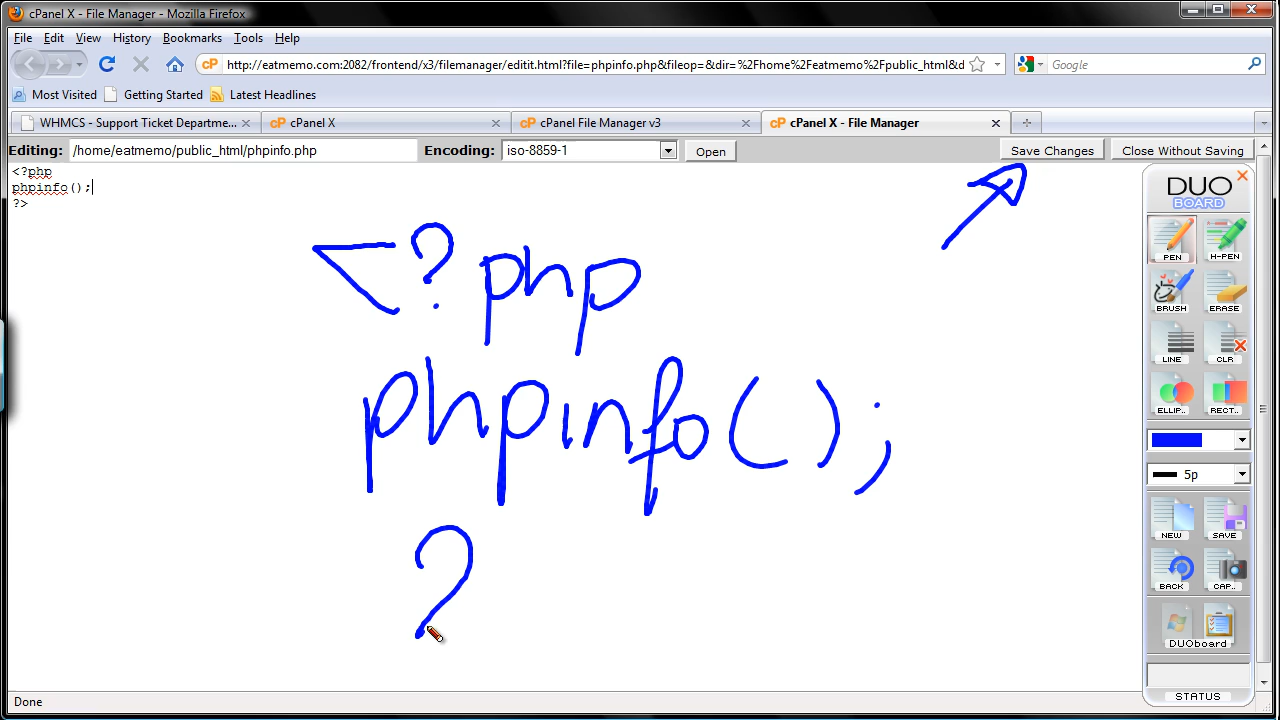 cPanel X - File Manager - Mozilla Firefox
File Edit View History Bookmarks Tools Help
http://eatmemo.com:2082/frontend/x3/filemanager/editit.html?file=phpinfo.php&fileop=&dir=%2Fhome%2Featmemo%2Fpublic_html&d
Google
Most Visited Getting Started Latest Headlines
WHMCS - Support Ticket Departme... cP cPanel X cP cPanel File Manager v3 cP cPanel X - File Manager
Editing: /home/eatmemo/public_html/phpinfo.php Encoding: iso-8859-1 Open Save Changes Close Without Saving
<?php
phpinfo();
?>
<?php
phpinfo();
?
DUO
BOARD
PEN H-PEN
BRUSH ERASE
LINE CLR
ELLIP.. RECT..
5p
NEW SAVE
BACK CAP..
DUOboard
STATUS
Done